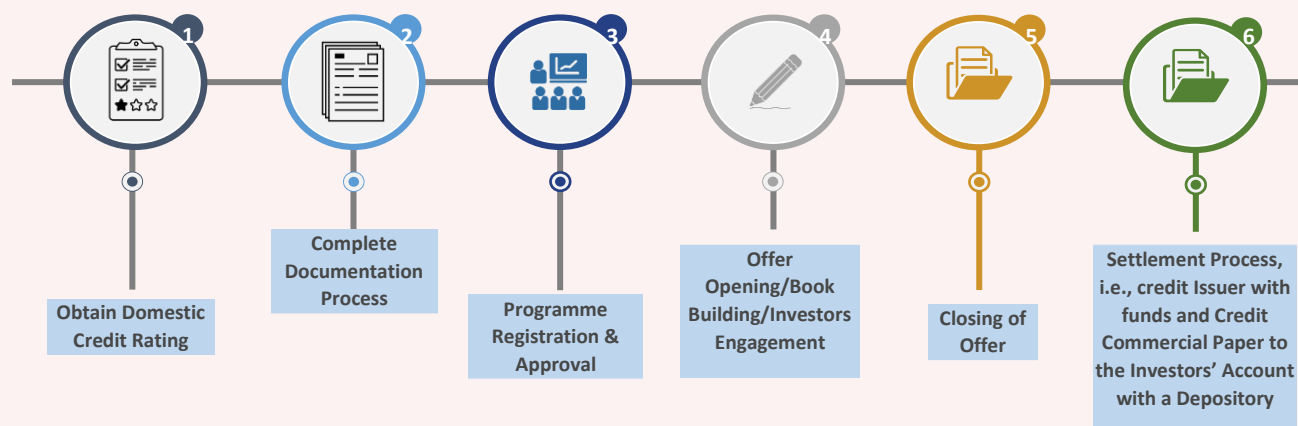 1
Obtain Domestic
Credit Rating
2
Complete
Documentation
Process
3
Programme
Registration &
Approval
4
Offer
Opening/Book
Building/Investors
Engagement
5
Closing of
Offer
6
Settlement Process,
i.e., credit Issuer with
funds and Credit
Commercial Paper to
the Investors’ Account
with a Depository